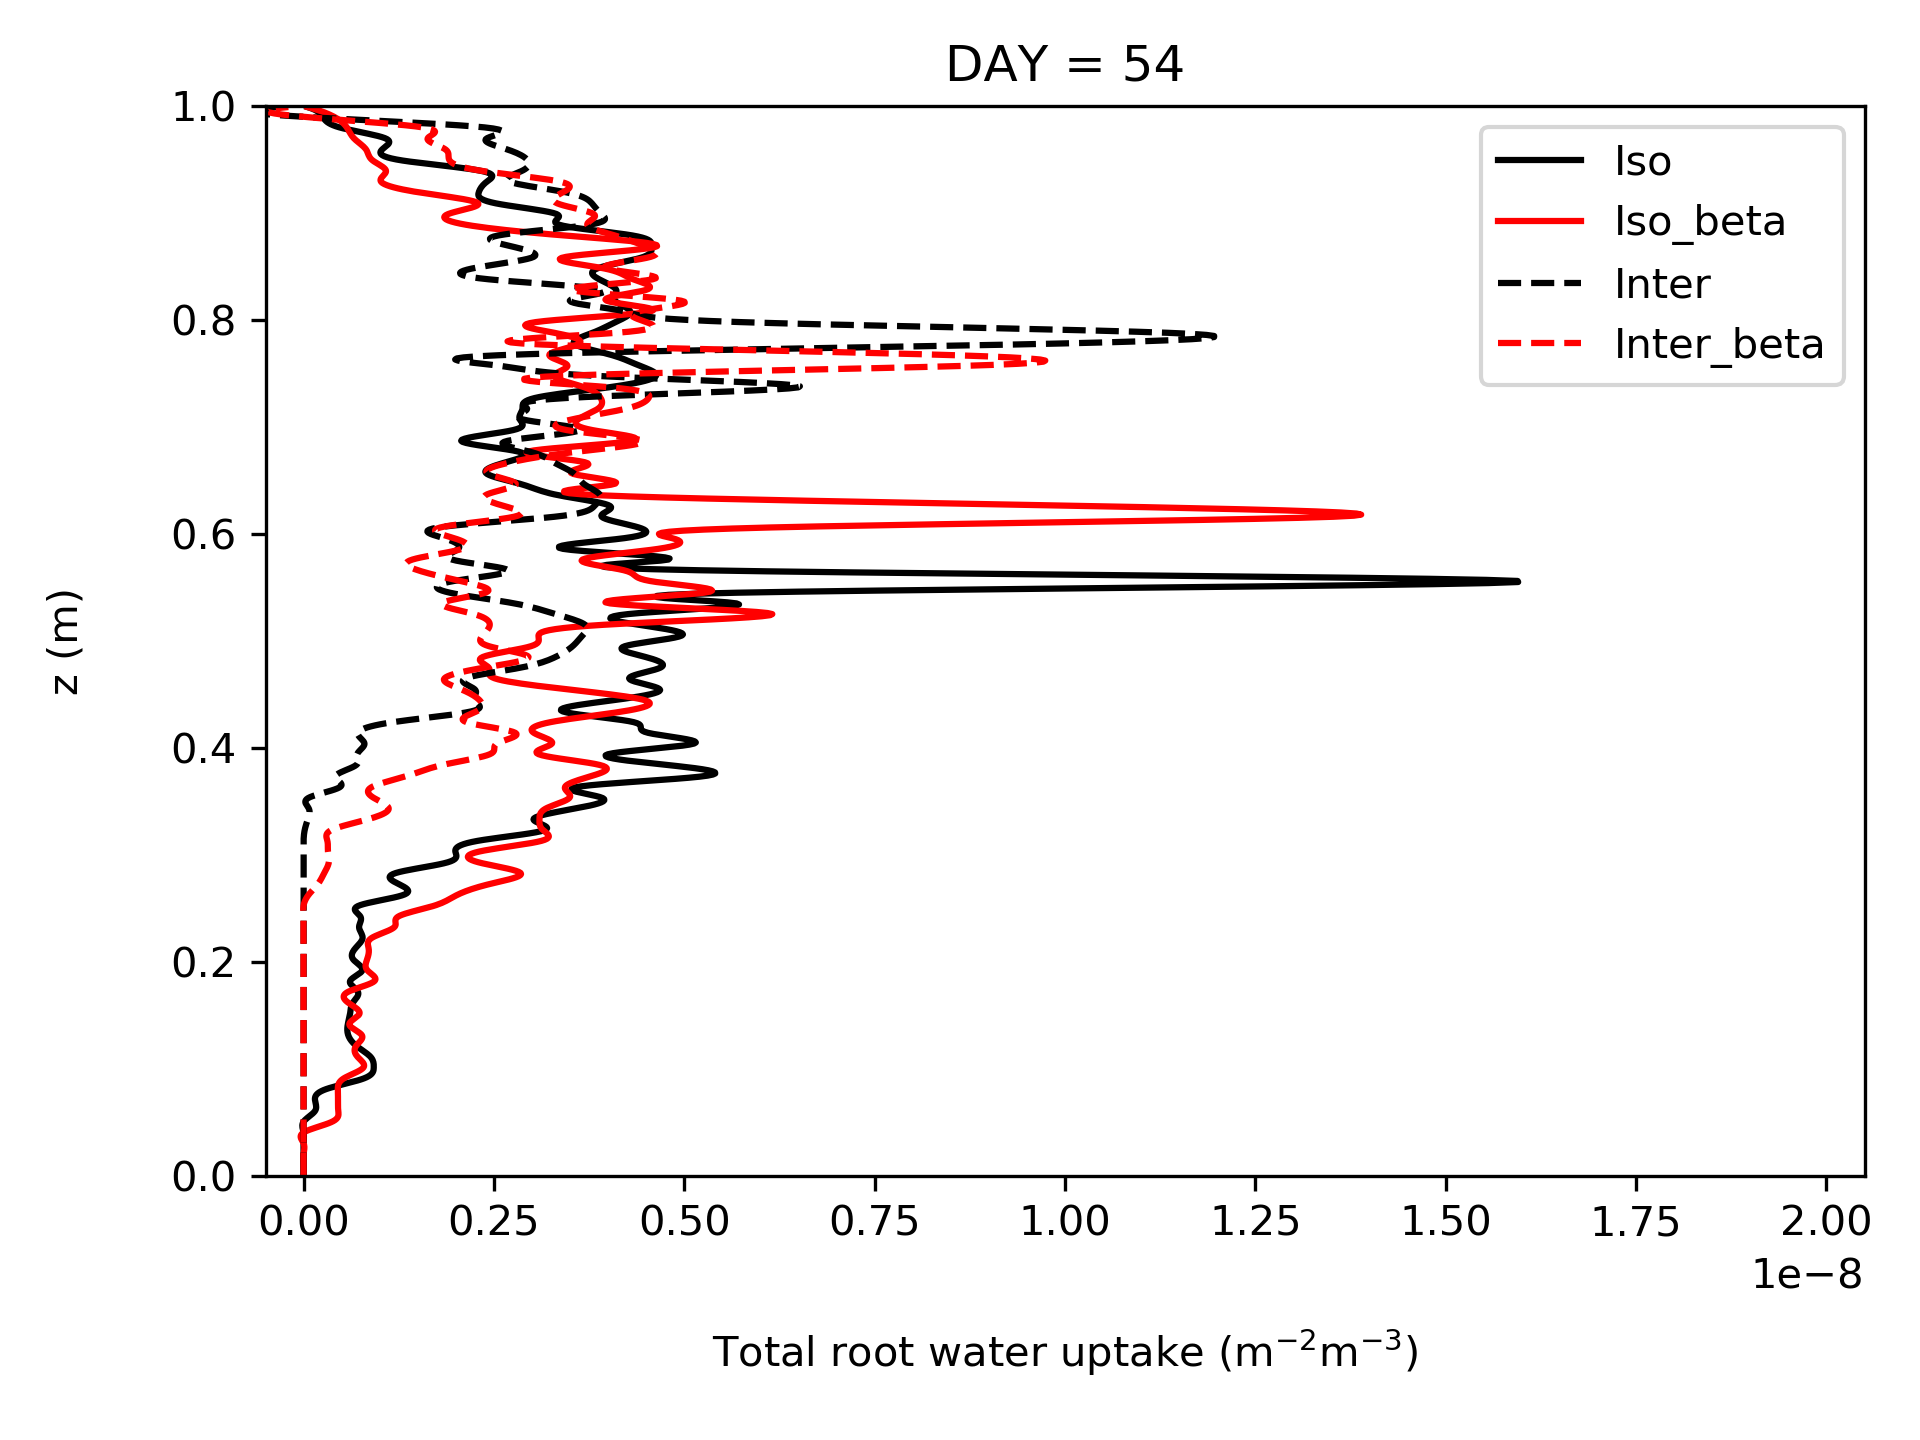 DAY = 54
1.0
0.8
0.6
0.4
0.2
0.0
z (m)
Iso
Iso_beta
Inter
Inter_beta
0.00 0.25 0.50 0.75 1.00 1.25 1.50 1.75 2.00
1e−8
Total root water uptake (m⁻²m⁻³)